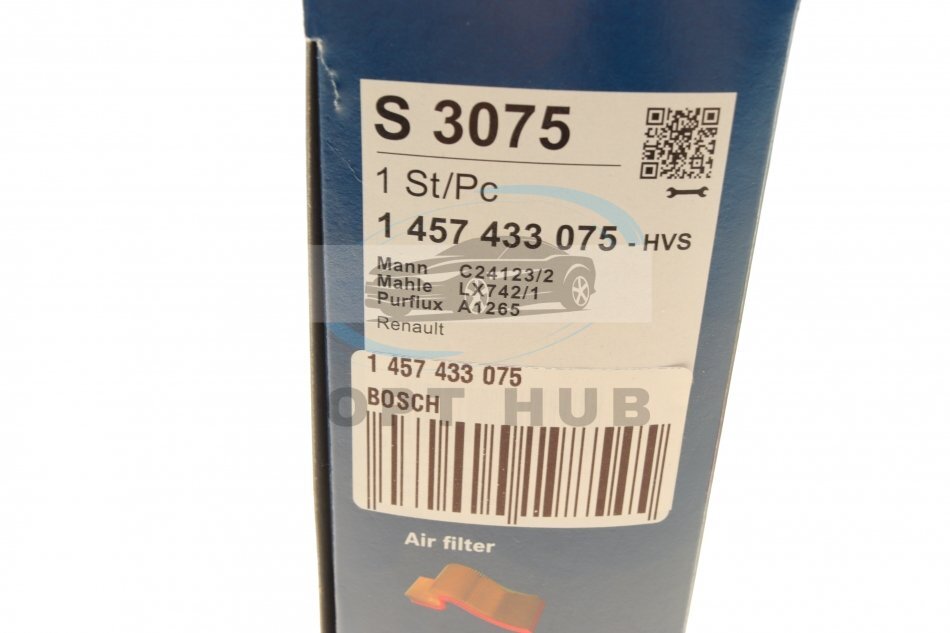 S 3075
1 St/Pc
1 457 433 075 - HVS
Mann C24123/2
Mahle LX742/1
Purflux A1265
Renault
1 457 433 075
BOSCH
OPT HUB
Air filter